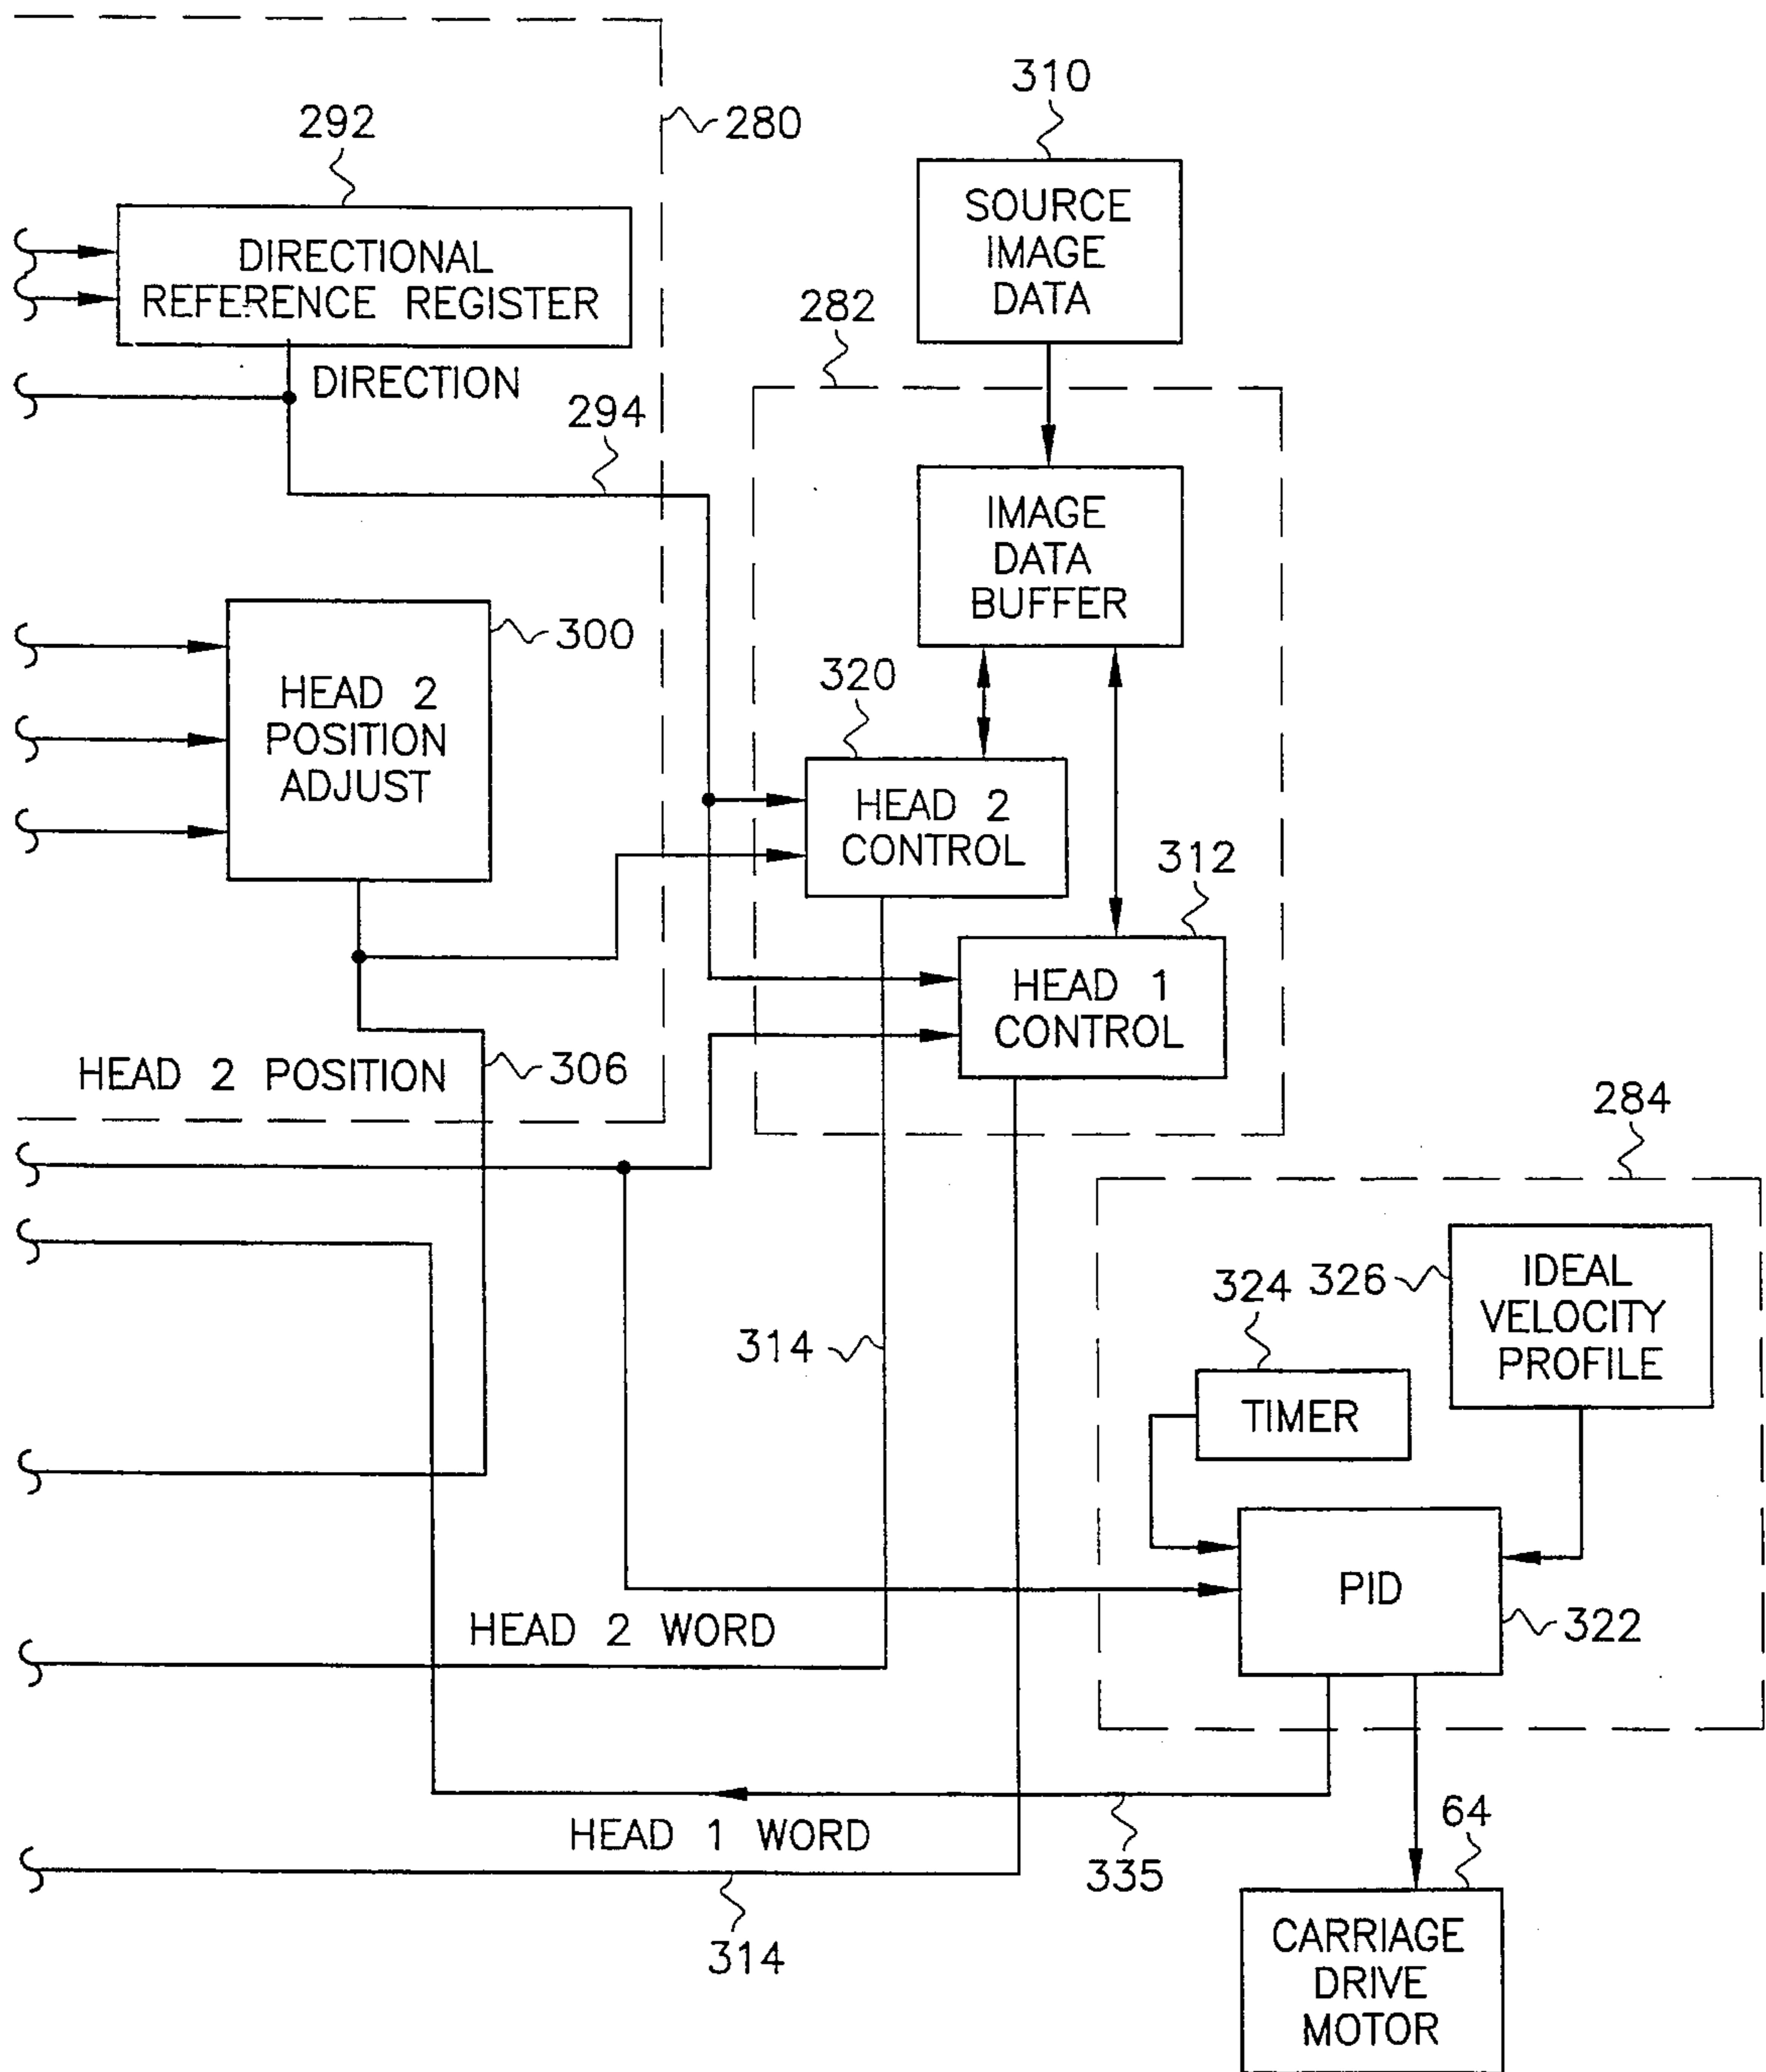 310
280
292
SOURCE
IMAGE
DATA
DIRECTIONAL
REFERENCE REGISTER
282
DIRECTION
294
IMAGE
DATA
BUFFER
300
320
HEAD 2
POSITION
ADJUST
HEAD 2
CONTROL
312
HEAD 1
CONTROL
HEAD 2 POSITION
306
284
324
326
IDEAL
VELOCITY
PROFILE
314
TIMER
PID
HEAD 2 WORD
322
64
HEAD 1 WORD
335
314
CARRIAGE
DRIVE
MOTOR